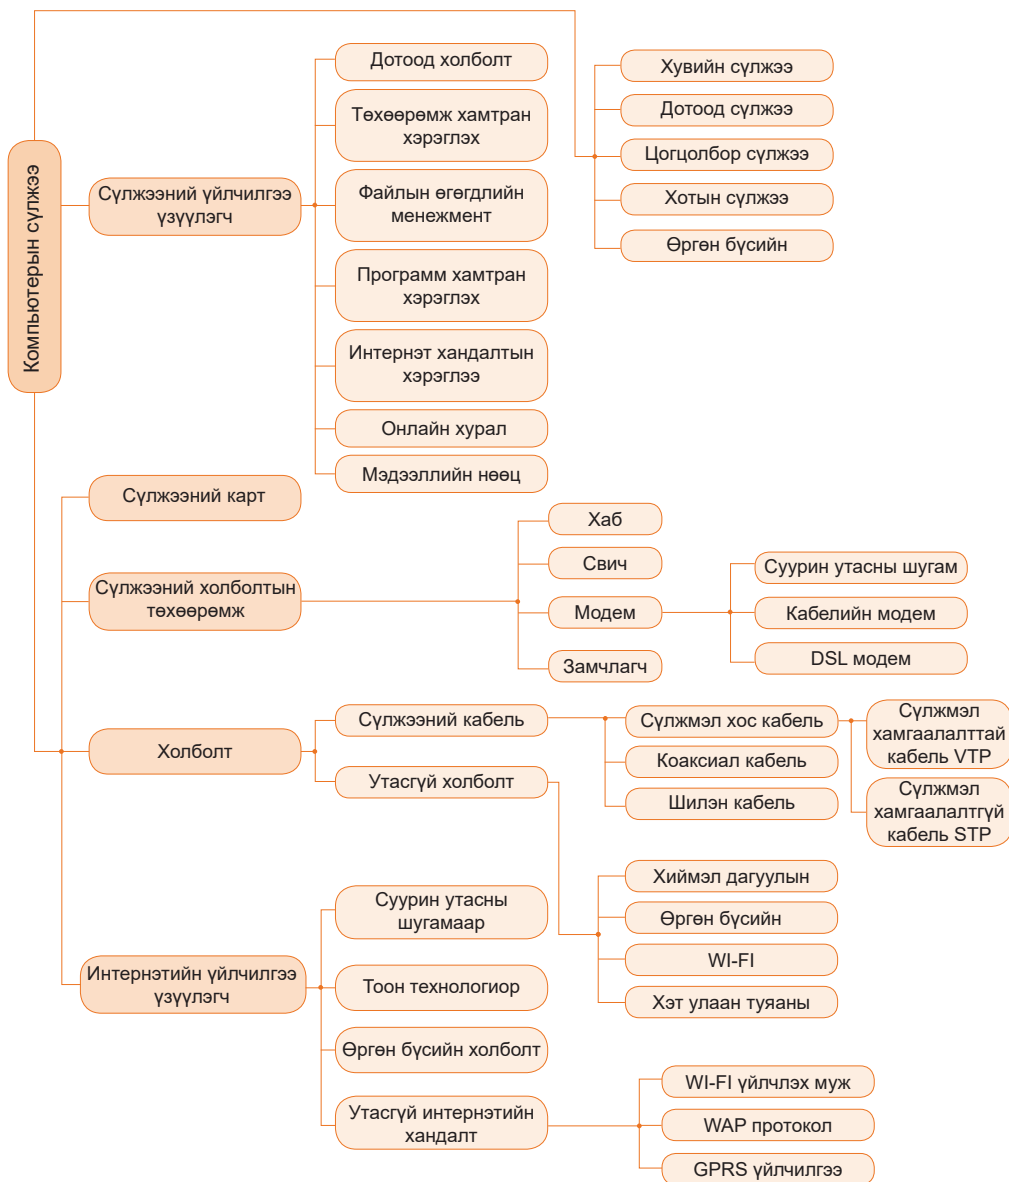 Компьютерын сүлжээ
Хувийн сүлжээ
Дотоод сүлжээ
Цогцолбор сүлжээ
Хотын сүлжээ
Өргөн бүсийн
Сүлжээний үйлчилгээ
үзүүлэгч
Дотоод холболт
Төхөөрөмж хамтран
хэрэглэх
Файлын өгөгдлийн
менежмент
Программ хамтран
хэрэглэх
Интернэт хандалтын
хэрэглээ
Онлайн хурал
Мэдээллийн нөөц
Сүлжээний карт
Сүлжээний холболтын
төхөөрөмж
Хаб
Свич
Модем
Замчлагч
Суурин утасны шугам
Кабелийн модем
DSL модем
Холболт
Сүлжээний кабель
Утасгүй холболт
Сүлжмэл хос кабель
Коаксиал кабель
Шилэн кабель
Сүлжмэл
хамгаалалттай
кабель VTP
Сүлжмэл
хамгаалалтгүй
кабель STP
Хиймэл дагуулын
Өргөн бүсийн
WI-FI
Хэт улаан туяаны
Интернэтийн үйлчилгээ
үзүүлэгч
Суурин утасны
шугамаар
Тоон технологиор
Өргөн бүсийн холболт
Утасгүй интернэтийн
хандалт
WI-FI үйлчлэх муж
WAP протокол
GPRS үйлчилгээ